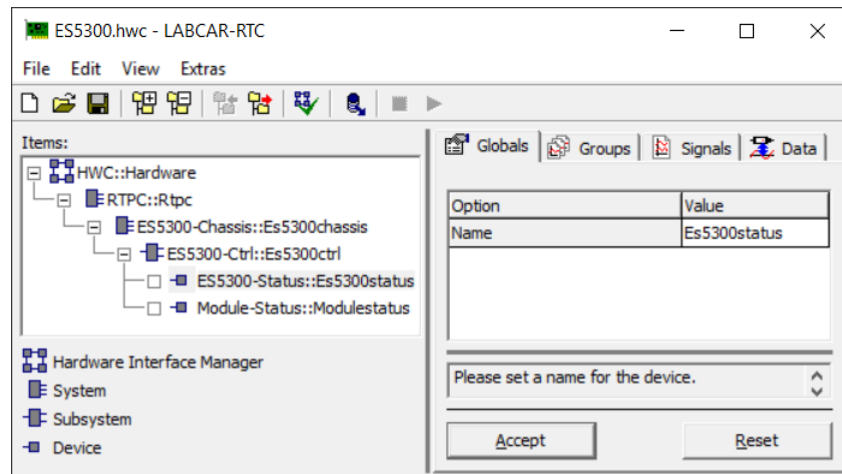 ES5300.hwc - LABCAR-RTC
File Edit View Extras
Items:
HWC::Hardware
RTPC::Rtpc
ES5300-Chassis::Es5300chassis
ES5300-Ctrl::Es5300ctrl
ES5300-Status::Es5300status
Module-Status::Modulestatus
Hardware Interface Manager
System
Subsystem
Device
Globals Groups Signals Data
Option Value
Name Es5300status
Please set a name for the device.
Accept Reset